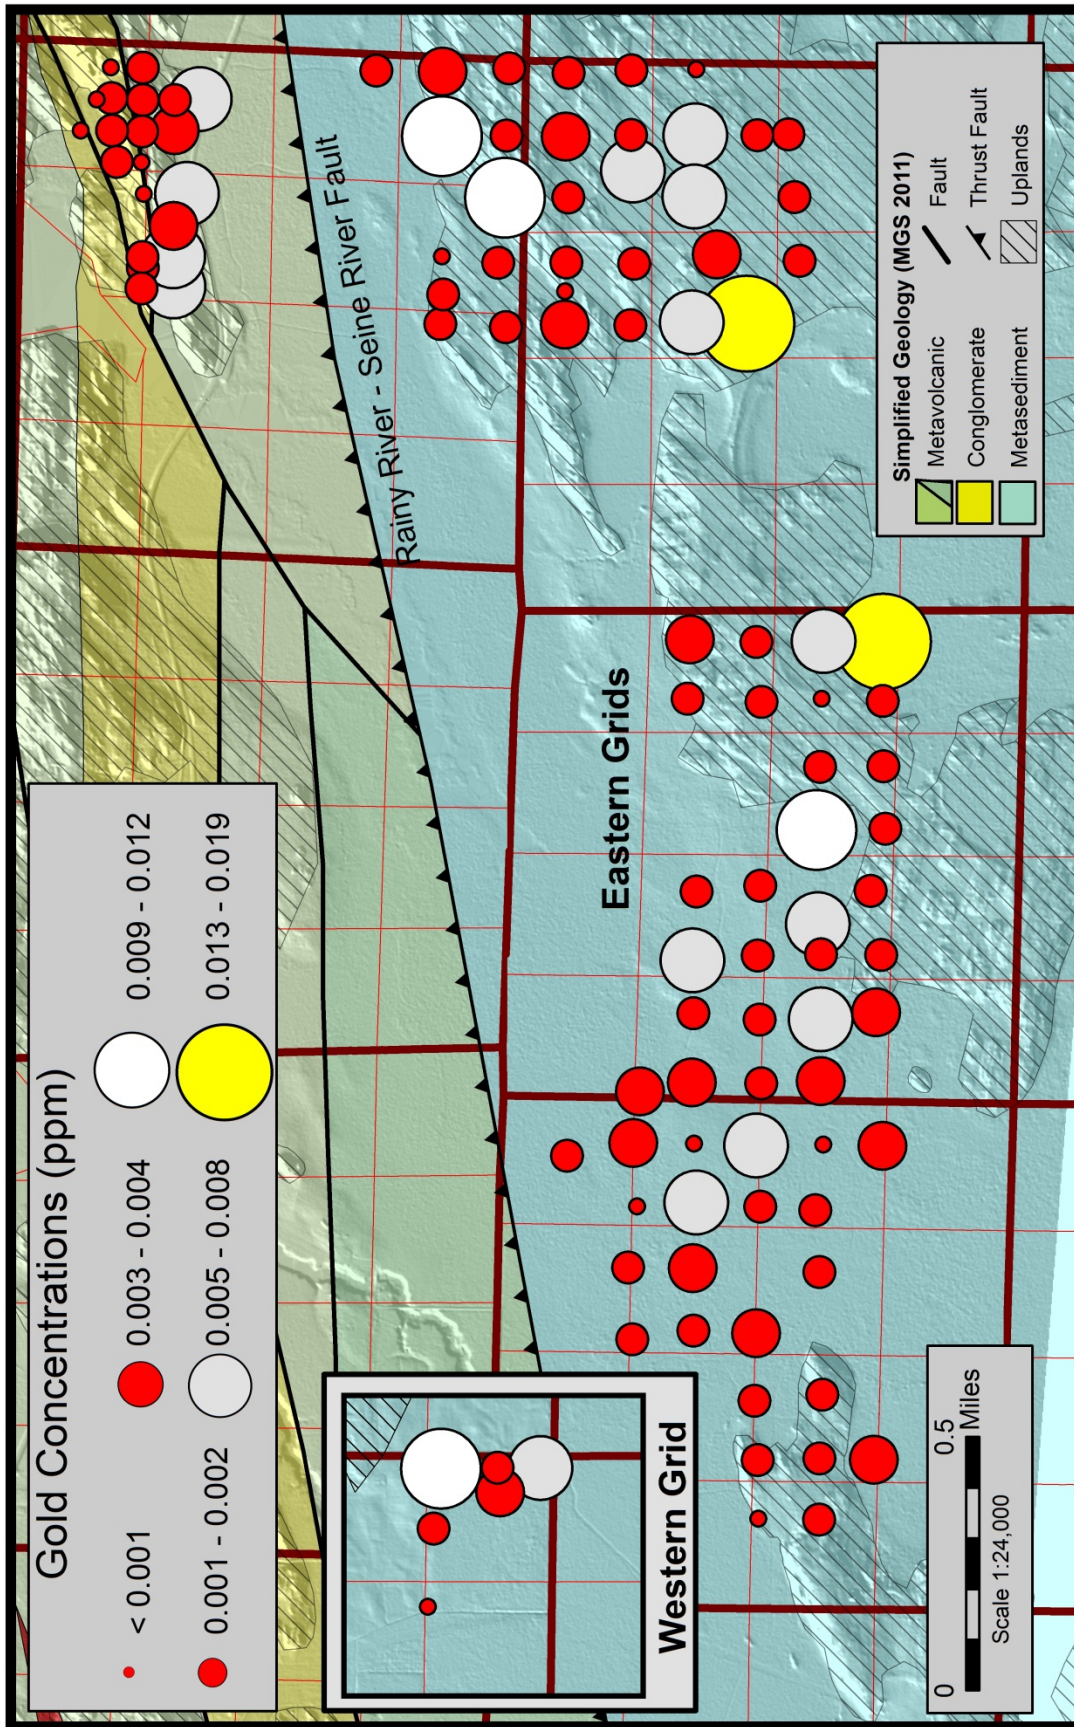 Gold Concentrations (ppm)
< 0.001
0.003 - 0.004
0.009 - 0.012
0.001 - 0.002
0.005 - 0.008
0.013 - 0.019
Rainy River - Seine River Fault
Eastern Grids
Western Grid
0
0.5
Miles
Scale 1:24,000
Simplified Geology (MGS 2011)
Metavolcanic
Fault
Conglomerate
Thrust Fault
Metasediment
Uplands